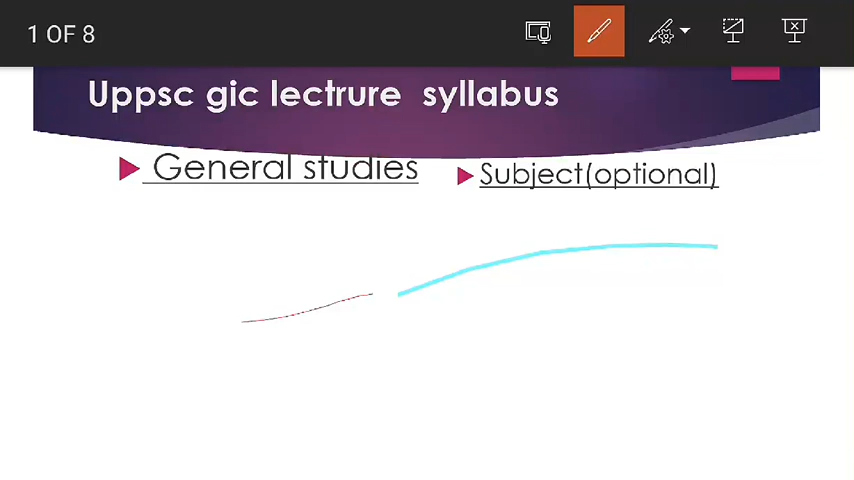 1 OF 8
Uppsc gic lectrure syllabus
General studies
Subject(optional)